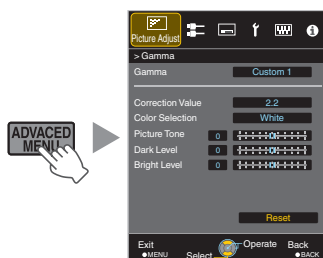 ADVACED
MENU
Picture Adjust
> Gamma
Gamma Custom 1
Correction Value 2.2
Color Selection White
Picture Tone 0
Dark Level 0
Bright Level 0
Reset
Exit Operate Back
●MENU Select ●BACK